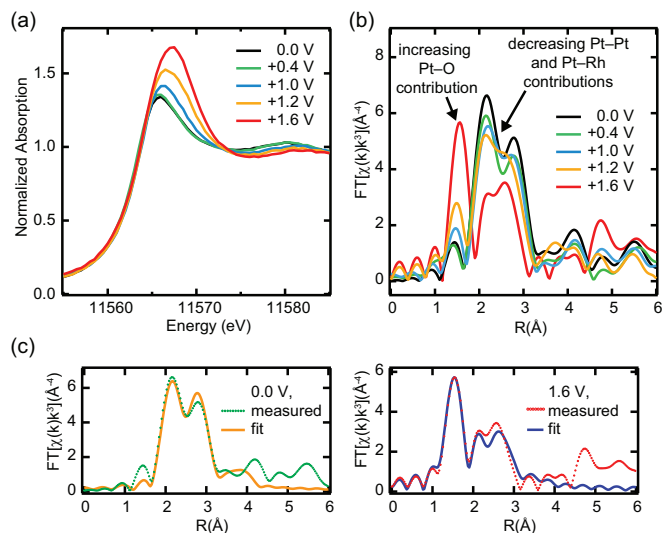 (a)
Normalized Absorption
1.5
1.0
0.5
0.0
11560
11570
11580
Energy (eV)
0.0 V
+0.4 V
+1.0 V
+1.2 V
+1.6 V
(b)
FT[χ(k)k³](Å⁻⁴)
8
6
4
2
0
0
1
2
3
4
5
6
R(Å)
increasing
Pt–O
contribution
decreasing Pt–Pt
and Pt–Rh
contributions
0.0 V
+0.4 V
+1.0 V
+1.2 V
+1.6 V
(c)
FT[χ(k)k³](Å⁻⁴)
6
4
2
0
0
1
2
3
4
5
6
R(Å)
0.0 V,
measured
fit
FT[χ(k)k³](Å⁻⁴)
6
4
2
0
0
1
2
3
4
5
6
R(Å)
1.6 V,
measured
fit